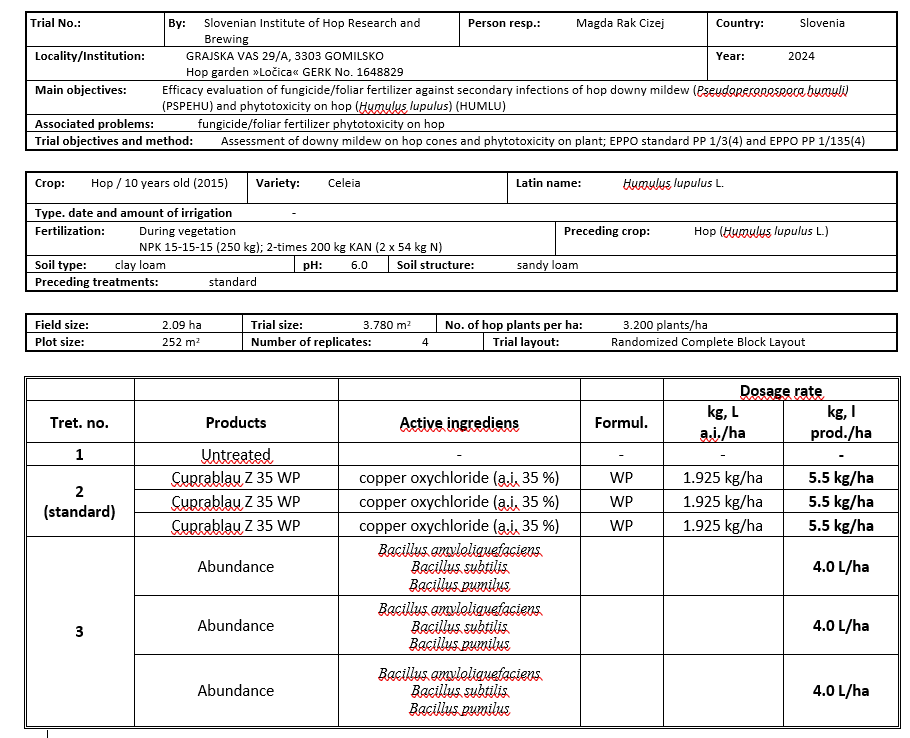 Trial No.: By: Slovenian Institute of Hop Research and Person resp.: Magda Rak Cizej Country: Slovenia
Brewing
Locality/Institution: GRAJSKA VAS 29/A, 3303 GOMILSKO Year: 2024
Hop garden »Ločica« GERK No. 1648829
Main objectives: Efficacy evaluation of fungicide/foliar fertilizer against secondary infections of hop downy mildew (Pseudoperonospora humuli)
(PSPEHU) and phytotoxicity on hop (Humulus lupulus) (HUMLU)
Associated problems: fungicide/foliar fertilizer phytotoxicity on hop
Trial objectives and method: Assessment of downy mildew on hop cones and phytotoxicity on plant; EPPO standard PP 1/3(4) and EPPO PP 1/135(4)
Crop: Hop / 10 years old (2015) Variety: Celeia Latin name: Humulus lupulus L.
Type. date and amount of irrigation -
Fertilization: During vegetation Preceding crop: Hop (Humulus lupulus L.)
NPK 15-15-15 (250 kg); 2-times 200 kg KAN (2 x 54 kg N)
Soil type: clay loam pH: 6.0 Soil structure: sandy loam
Preceding treatments: standard
Field size: 2.09 ha Trial size: 3.780 m² No. of hop plants per ha: 3.200 plants/ha
Plot size: 252 m² Number of replicates: 4 Trial layout: Randomized Complete Block Layout
Dosage rate
Tret. no. Products Active ingrediens Formul. kg, L a.i./ha kg, l prod./ha
1 Untreated - - - -
2 (standard) Cuprablau Z 35 WP copper oxychloride (a.i. 35 %) WP 1.925 kg/ha 5.5 kg/ha
Cuprablau Z 35 WP copper oxychloride (a.i. 35 %) WP 1.925 kg/ha 5.5 kg/ha
Cuprablau Z 35 WP copper oxychloride (a.i. 35 %) WP 1.925 kg/ha 5.5 kg/ha
3
Bacillus amyloliquefaciens
Abundance Bacillus subtilis 4.0 L/ha
Bacillus pumilus
Bacillus amyloliquefaciens
Abundance Bacillus subtilis 4.0 L/ha
Bacillus pumilus
Bacillus amyloliquefaciens
Abundance Bacillus subtilis 4.0 L/ha
Bacillus pumilus